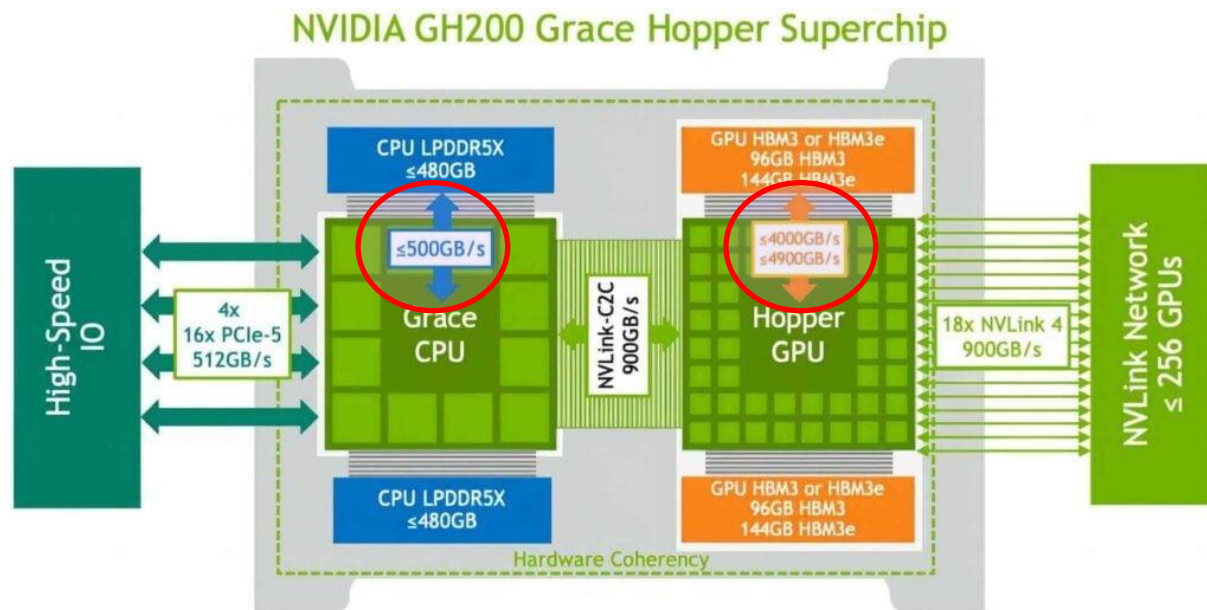 NVIDIA GH200 Grace Hopper Superchip
High-Speed
IO
4x
16x PCIe-5
512GB/s
CPU LPDDR5X
≤480GB
≤500GB/s
Grace
CPU
CPU LPDDR5X
≤480GB
NVLink-C2C
900GB/s
GPU HBM3 or HBM3e
96GB HBM3
144GB HBM3e
≤4000GB/s
≤4900GB/s
Hopper
GPU
GPU HBM3 or HBM3e
96GB HBM3
144GB HBM3e
18x NVLink 4
900GB/s
NVLink Network
≤ 256 GPUs
Hardware Coherency